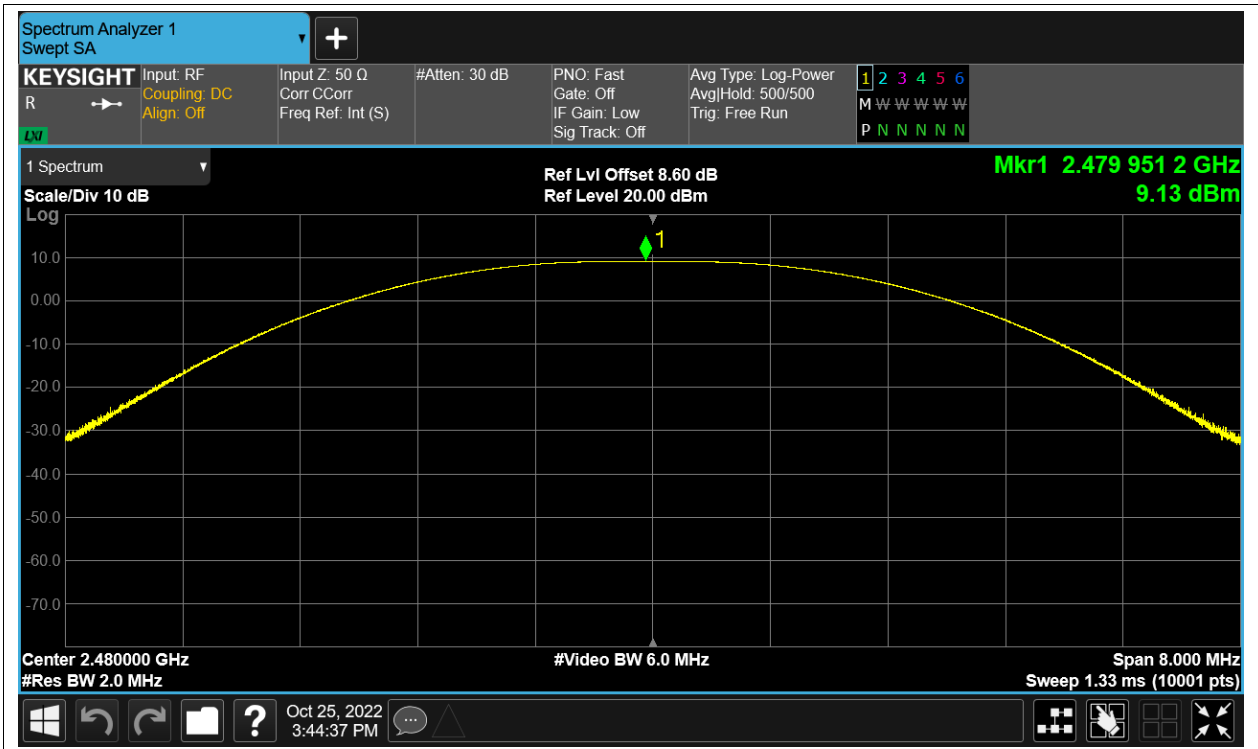 Spectrum Analyzer 1
Swept SA
KEYSIGHT
R
LXI
Input: RF
Coupling: DC
Align: Off
Input Z: 50 Ω
Corr CCorr
Freq Ref: Int (S)
#Atten: 30 dB
PNO: Fast
Gate: Off
IF Gain: Low
Sig Track: Off
Avg Type: Log-Power
Avg|Hold: 500/500
Trig: Free Run
1 2 3 4 5 6
M W W W W W
P N N N N N
1 Spectrum
Scale/Div 10 dB
Log
Ref Lvl Offset 8.60 dB
Ref Level 20.00 dBm
Mkr1 2.479 951 2 GHz
9.13 dBm
1
10.0
0.00
-10.0
-20.0
-30.0
-40.0
-50.0
-60.0
-70.0
Center 2.480000 GHz
#Res BW 2.0 MHz
#Video BW 6.0 MHz
Span 8.000 MHz
Sweep 1.33 ms (10001 pts)
?
Oct 25, 2022
3:44:37 PM